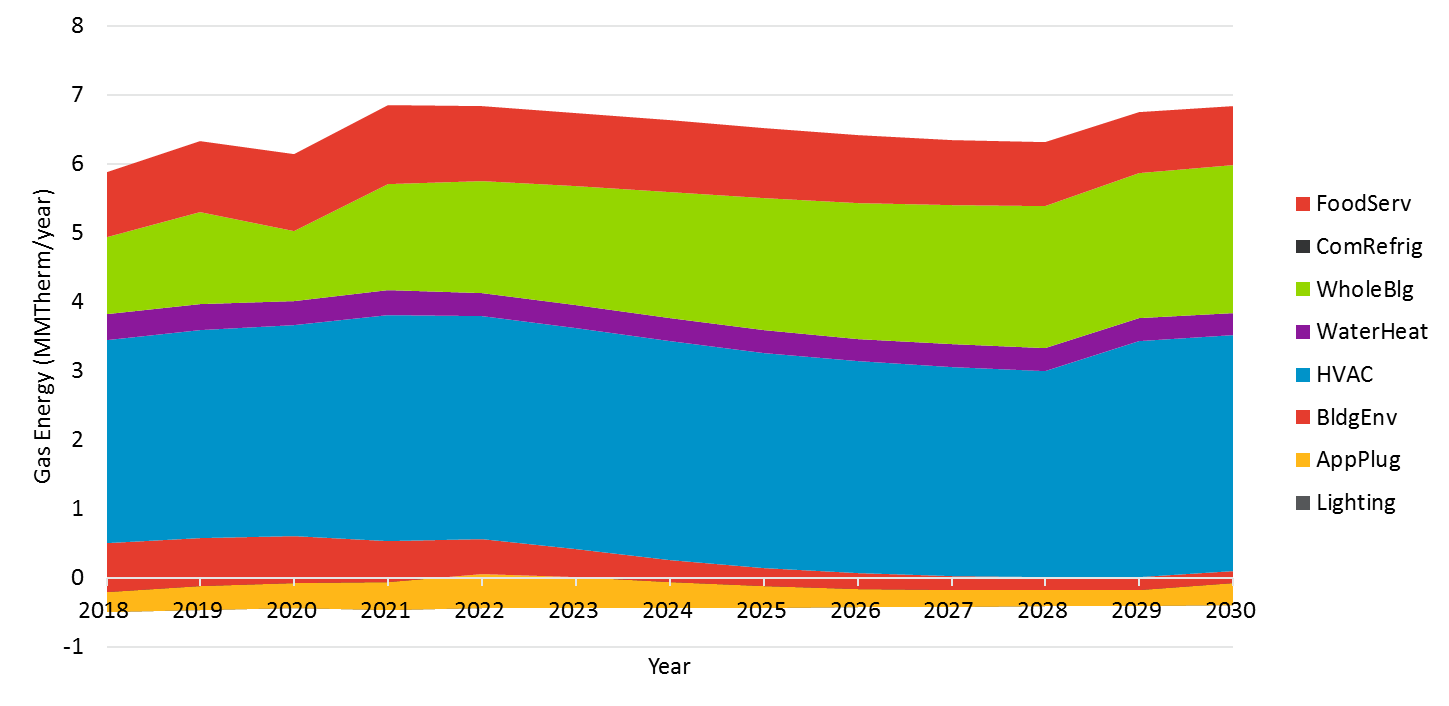 8
7
6
5
4
3
2
1
0
-1
Gas Energy (MMTherm/year)
2018 2019 2020 2021 2022 2023 2024 2025 2026 2027 2028 2029 2030
Year
FoodServ
ComRefrig
WholeBlg
WaterHeat
HVAC
BldgEnv
AppPlug
Lighting